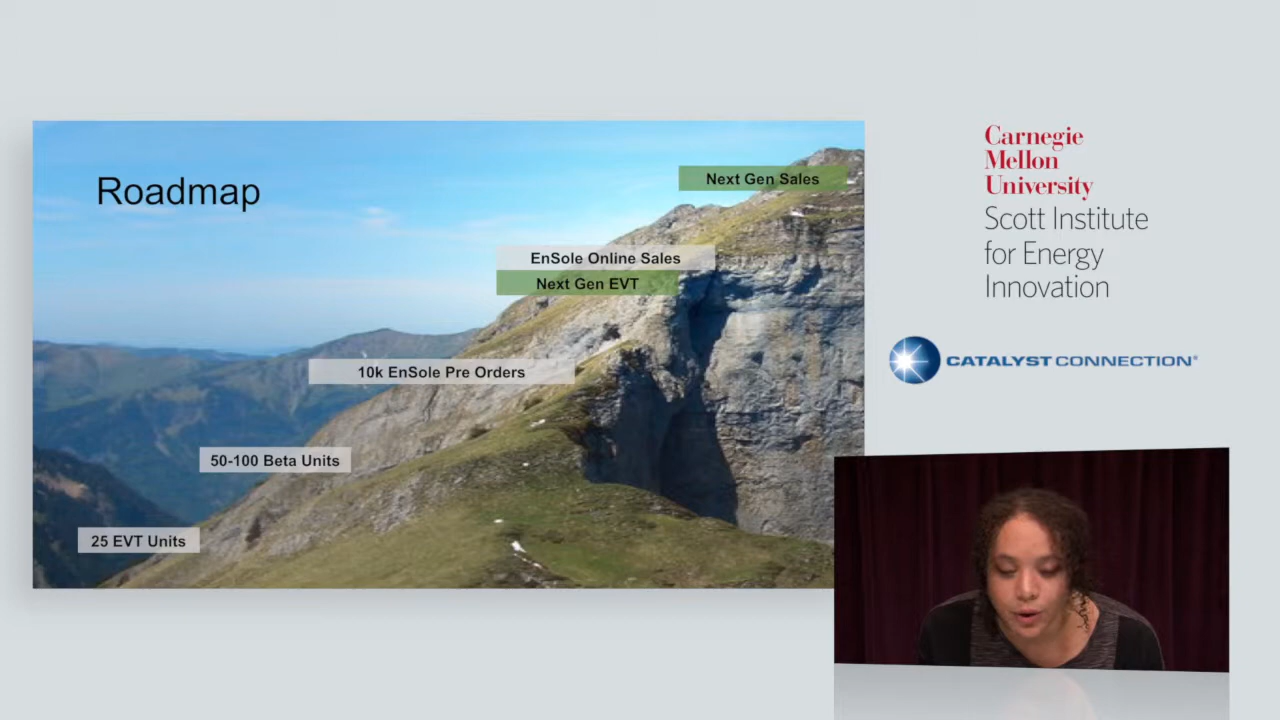 Roadmap
Next Gen Sales
EnSole Online Sales
Next Gen EVT
10k EnSole Pre Orders
50-100 Beta Units
25 EVT Units
Carnegie
Mellon
University
Scott Institute
for Energy
Innovation
CATALYST CONNECTION®